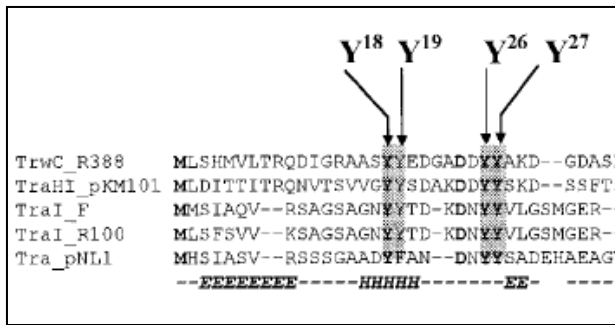 Y18 Y19 Y26 Y27
TrwC_R388 MLSHMVLTRQDIGRAASYYEDGADDYYAKD--GDAS
TraHI_pKM101 MLDITTITRQNVTSVVGYYSDAKDDYYSKD--SSFT
TraI_F MMSIAQV--RSAGSAGNYYTD-KDNYYVLGSMGER--
TraI_R100 MLSFSVV--KSAGSAGNYYTD-KDNYYVLGSMGER--
Tra_pNL1 MHSIASV--RSSSGAADYFAN--DNYYSADEHAEAG
--EEEEEEEE-----HHHHH------EE-- ----